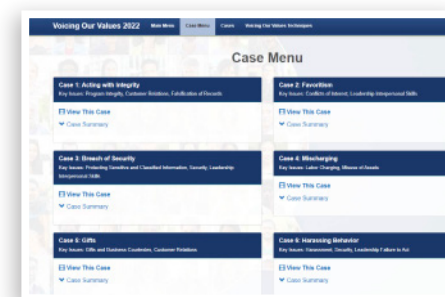 Voicing Our Values 2022 Main Menu Case Menu Cases Voicing Our Values Techniques
Case Menu
Case 1: Acting with Integrity
Key Issues: Program Integrity, Customer Relations, Falsification of Records
View This Case
Case Summary
Case 2: Favoritism
Key Issues: Conflicts of Interest, Leadership Interpersonal Skills
View This Case
Case Summary
Case 3: Breach of Security
Key Issues: Protecting Sensitive and Classified Information, Security, Leadership
Interpersonal Skills
View This Case
Case Summary
Case 4: Mischarging
Key Issues: Labor Charging, Misuse of Assets
View This Case
Case Summary
Case 5: Gifts
Key Issues: Gifts and Business Courtesies, Customer Relations
View This Case
Case Summary
Case 6: Harassing Behavior
Key Issues: Harassment, Security, Leadership Failure to Act
View This Case
Case Summary